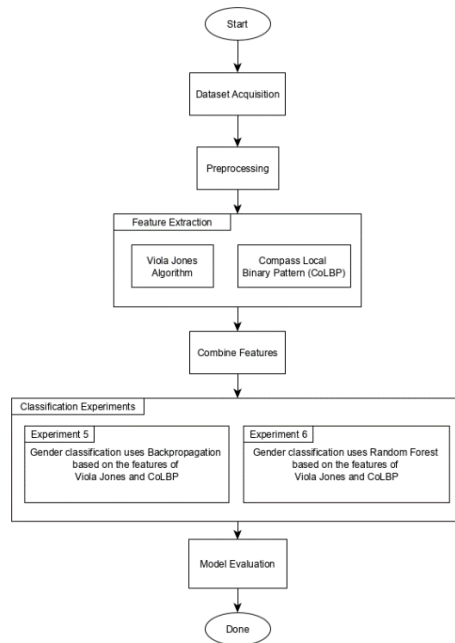 Start
Dataset Acquisition
Preprocessing
Feature Extraction
Viola Jones
Algorithm
Compass Local
Binary Pattern (CoLBP)
Combine Features
Classification Experiments
Experiment 5
Gender classification uses Backpropagation
based on the features of
Viola Jones and CoLBP
Experiment 6
Gender classification uses Random Forest
based on the features of
Viola Jones and CoLBP
Model Evaluation
Done